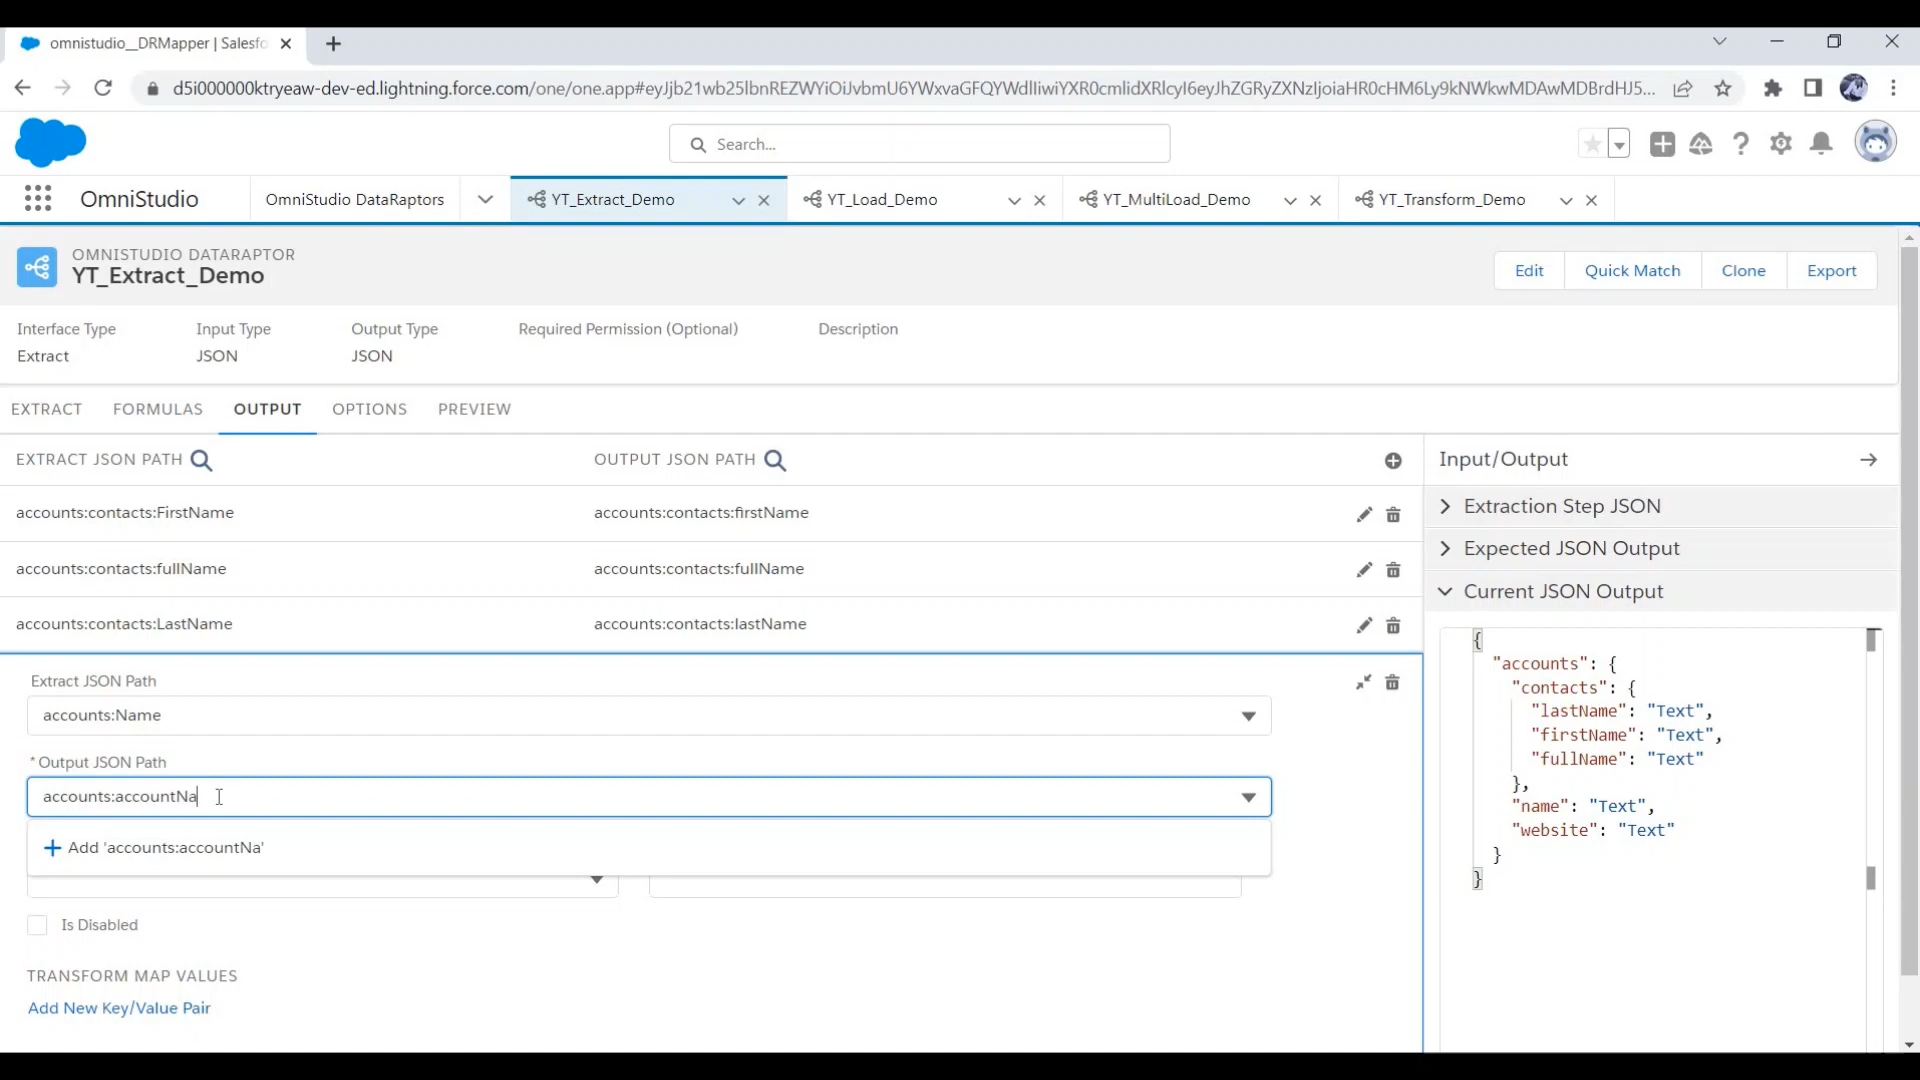 omnistudio__DRMapper | Salesfo
d5i000000ktryeaw-dev-ed.lightning.force.com/one/one.app#eyJjb21wb25lbnREZWYiOiJvbmU6YWxvaGFQYWdlIiwiYXR0cmlidXRlcyI6eyJhZGRyZXNzIjoiaHR0cHM6Ly9kNWkwMDAwMDBrdHJ5...
Search...
OmniStudio
OmniStudio DataRaptors
YT_Extract_Demo
YT_Load_Demo
YT_MultiLoad_Demo
YT_Transform_Demo
OMNISTUDIO DATARAPTOR
YT_Extract_Demo
Edit
Quick Match
Clone
Export
Interface Type
Input Type
Output Type
Required Permission (Optional)
Description
Extract
JSON
JSON
EXTRACT
FORMULAS
OUTPUT
OPTIONS
PREVIEW
EXTRACT JSON PATH
OUTPUT JSON PATH
accounts:contacts:FirstName
accounts:contacts:firstName
accounts:contacts:fullName
accounts:contacts:fullName
accounts:contacts:LastName
accounts:contacts:lastName
Extract JSON Path
accounts:Name
* Output JSON Path
accounts:accountNa
+ Add 'accounts:accountNa'
Is Disabled
TRANSFORM MAP VALUES
Add New Key/Value Pair
Input/Output
Extraction Step JSON
Expected JSON Output
Current JSON Output
{
"accounts": {
"contacts": {
"lastName": "Text",
"firstName": "Text",
"fullName": "Text"
},
"name": "Text",
"website": "Text"
}
}